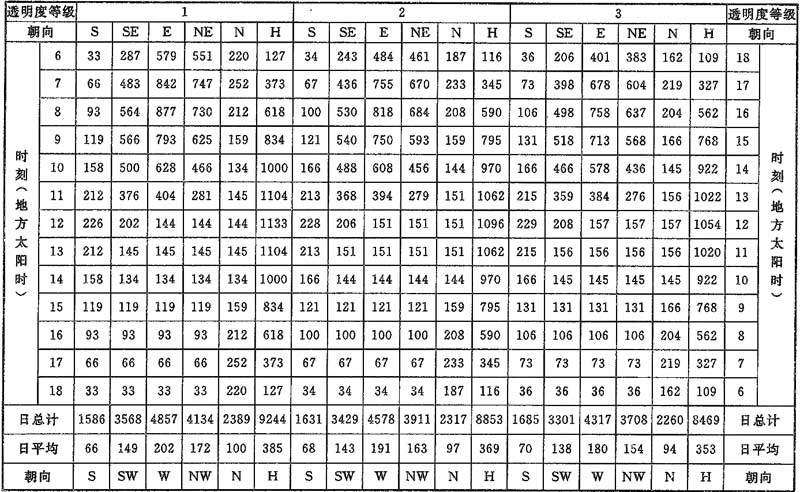 透明度等级 1 2 3 透明度等级
朝向 S SE E NE N H S SE E NE N H S SE E NE N H 朝向
时刻(地方太阳时) 时刻(地方太阳时)
6 33 287 579 551 220 127 34 243 484 461 187 116 36 206 401 383 162 109 18
7 66 483 842 747 252 373 67 436 755 670 233 345 73 398 678 604 219 327 17
8 93 564 877 730 212 618 100 530 818 684 208 590 106 498 758 637 204 562 16
9 119 566 793 625 159 834 121 540 750 593 159 795 131 518 713 568 166 768 15
10 158 500 628 466 134 1000 166 488 608 456 144 970 166 466 578 436 145 922 14
11 212 376 404 281 145 1104 213 368 394 279 151 1062 215 359 384 276 156 1022 13
12 226 202 144 144 144 1133 228 206 151 151 151 1096 229 208 157 157 157 1054 12
13 212 145 145 145 145 1104 213 151 151 151 151 1062 215 156 156 156 156 1020 11
14 158 134 134 134 134 1000 166 144 144 144 144 970 166 145 145 145 145 922 10
15 119 119 119 119 159 834 121 121 121 121 159 795 131 131 131 131 166 768 9
16 93 93 93 93 212 618 100 100 100 100 208 590 106 106 106 106 204 562 8
17 66 66 66 66 252 373 67 67 67 67 233 345 73 73 73 73 219 327 7
18 33 33 33 33 220 127 34 34 34 34 187 116 36 36 36 36 162 109 6
日总计 1586 3568 4857 4134 2389 9244 1631 3429 4578 3911 2317 8853 1685 3301 4317 3708 2260 8469 日总计
日平均 66 149 202 172 100 385 68 143 191 163 97 369 70 138 180 154 94 353 日平均
朝向 S SW W NW N H S SW W NW N H S SW W NW N H 朝向